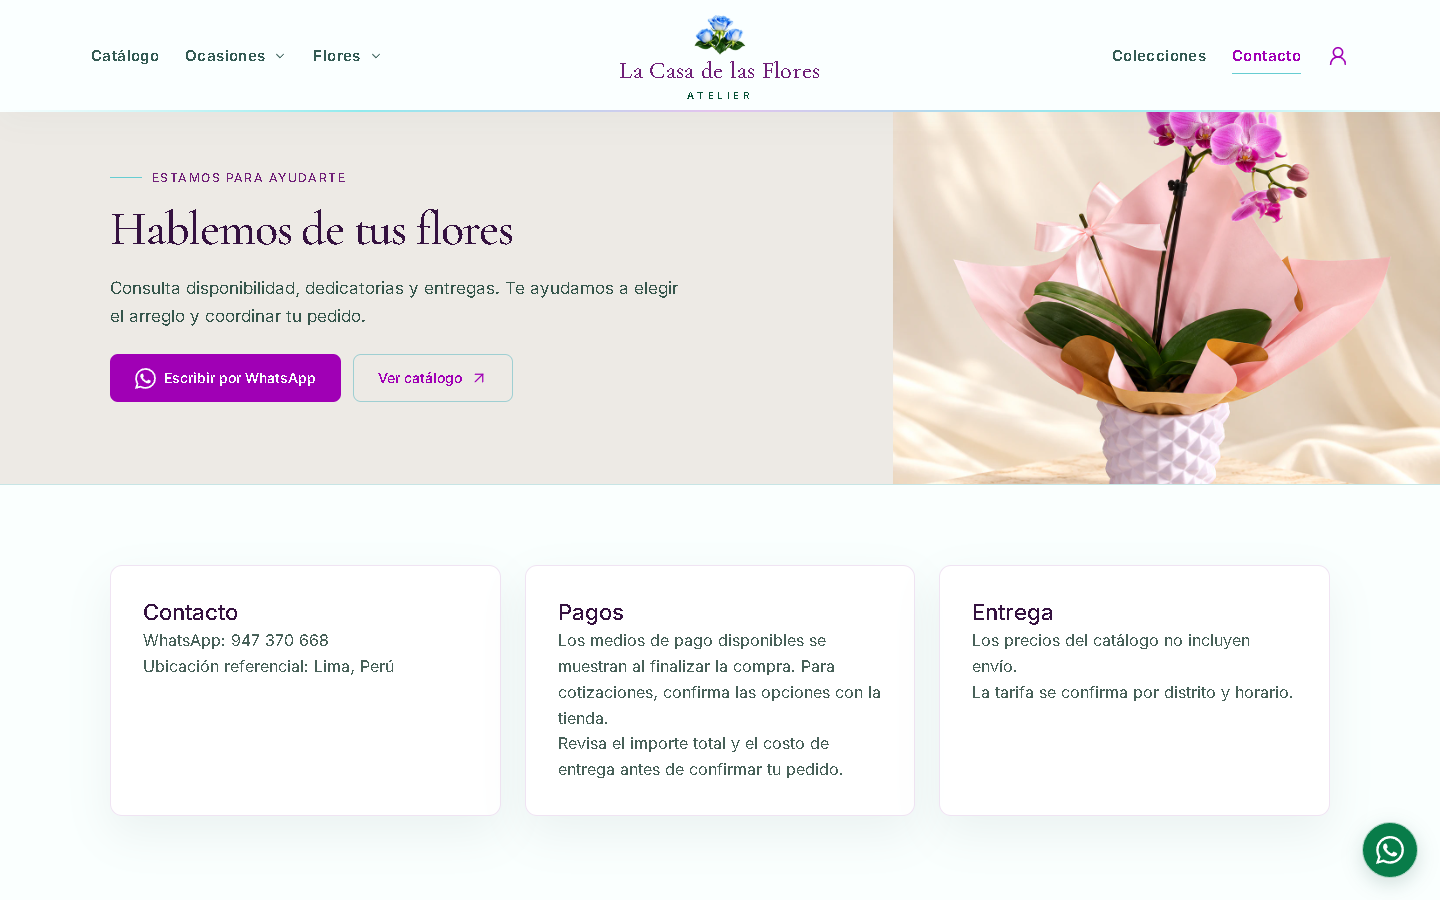 Catálogo
Ocasiones
Flores
La Casa de las Flores
ATELIER
Colecciones
Contacto
ESTAMOS PARA AYUDARTE
Hablemos de tus flores
Consulta disponibilidad, dedicatorias y entregas. Te ayudamos a elegir
el arreglo y coordinar tu pedido.
Escribir por WhatsApp
Ver catálogo
Contacto
WhatsApp: 947 370 668
Ubicación referencial: Lima, Perú
Pagos
Los medios de pago disponibles se
muestran al finalizar la compra. Para
cotizaciones, confirma las opciones con la
tienda.
Revisa el importe total y el costo de
entrega antes de confirmar tu pedido.
Entrega
Los precios del catálogo no incluyen
envío.
La tarifa se confirma por distrito y horario.